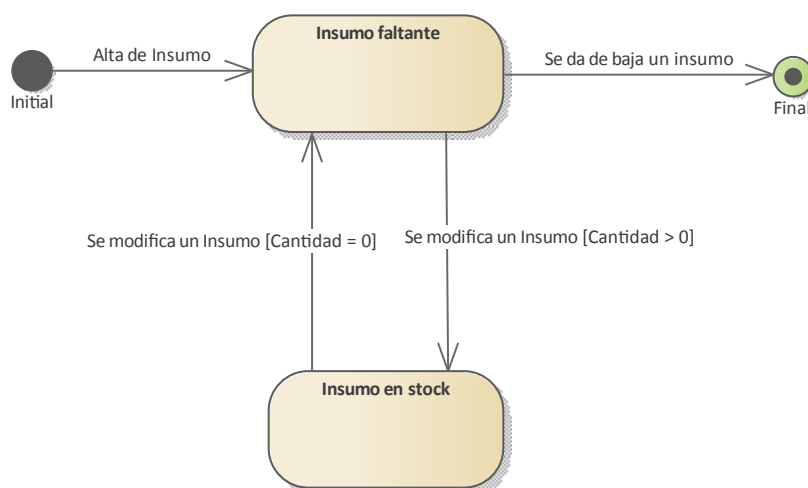 Insumo faltante
Alta de Insumo
Se da de baja un insumo
Initial
Final
Se modifica un Insumo [Cantidad = 0]
Se modifica un Insumo [Cantidad > 0]
Insumo en stock